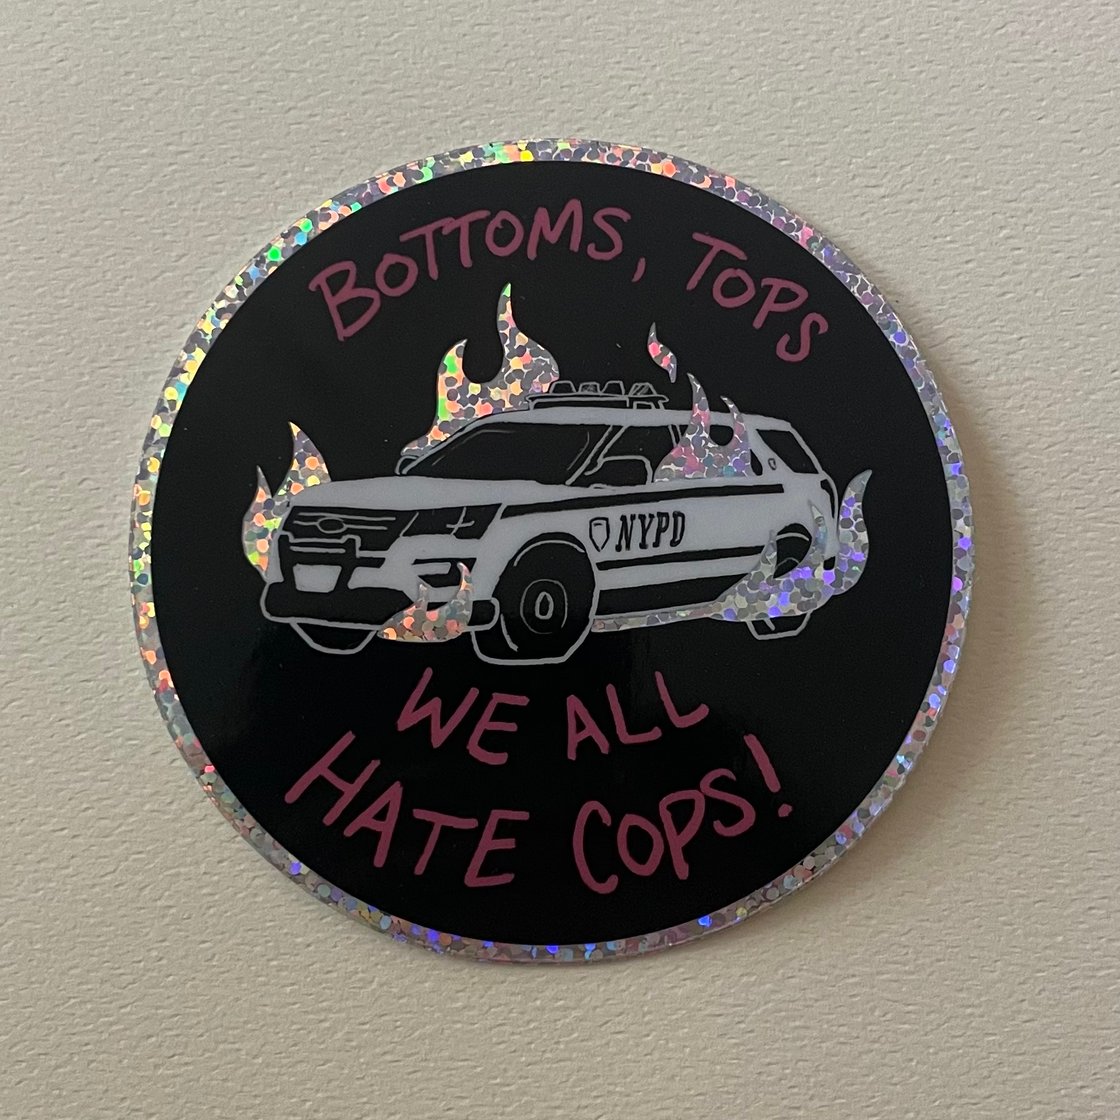 BOTTOMS, TOPS
NYPD
WE ALL
HATE COPS!